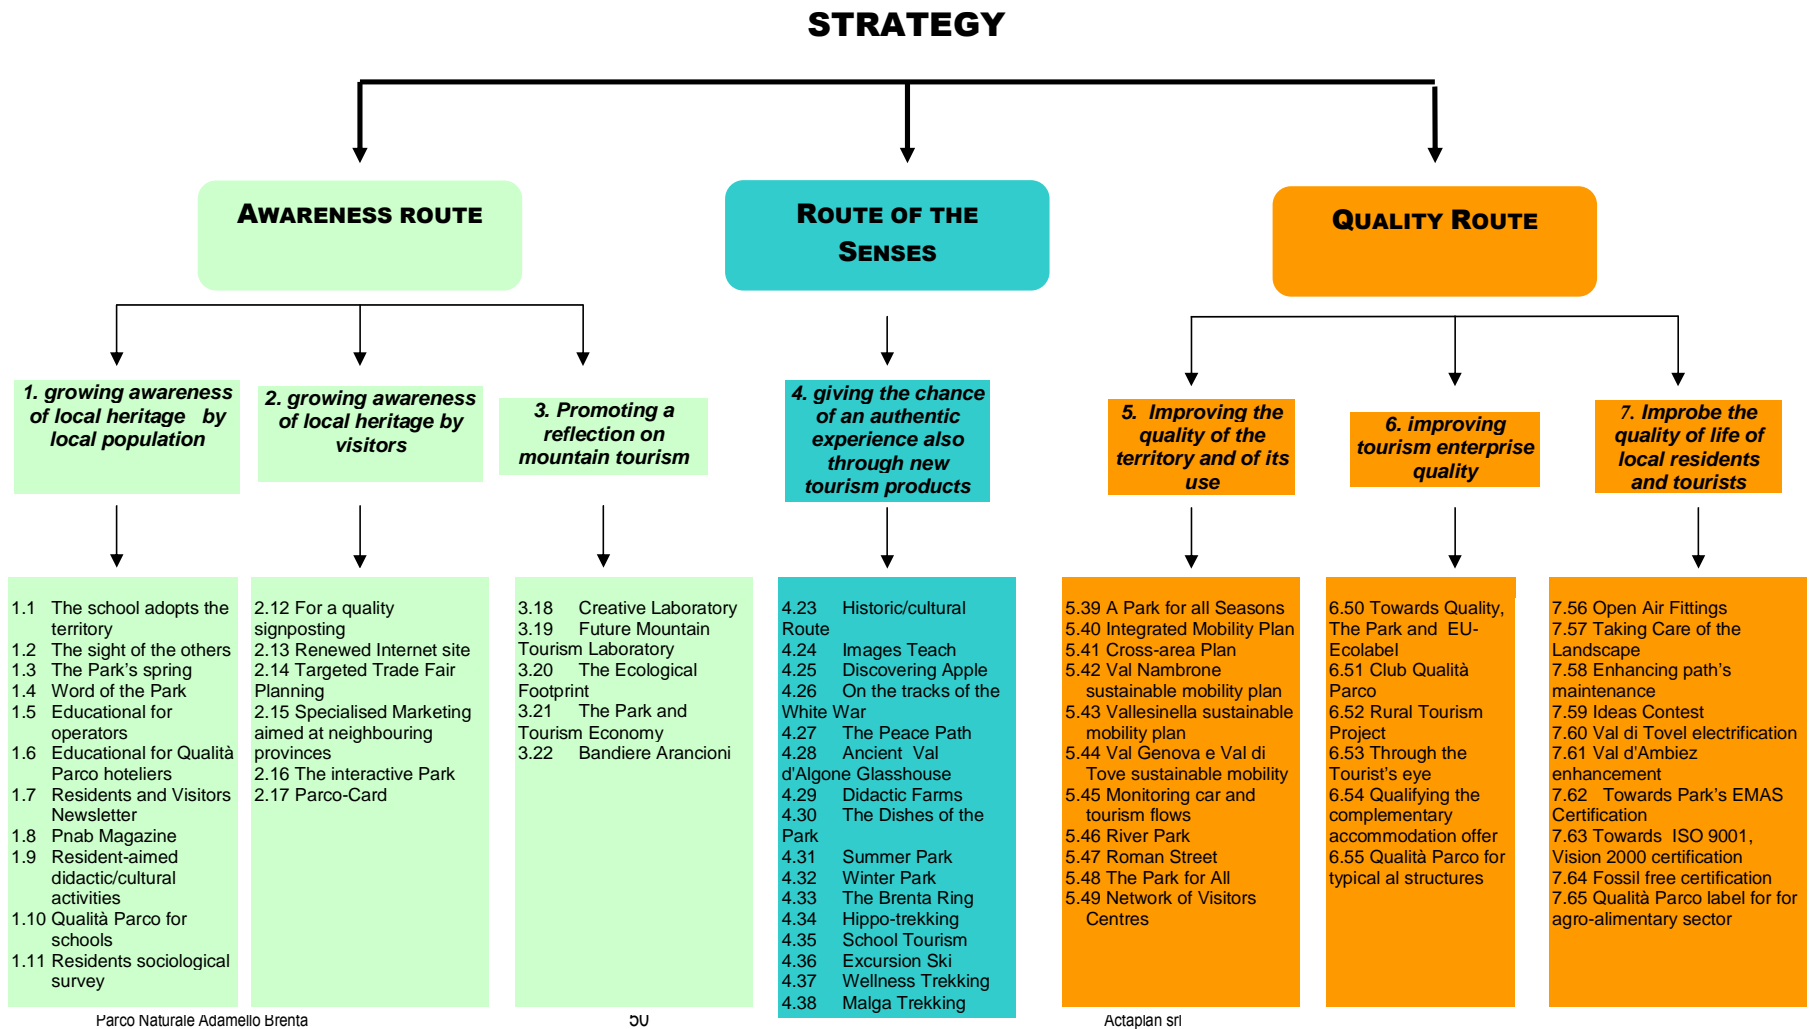 STRATEGY
AWARENESS ROUTE
ROUTE OF THE
SENSES
QUALITY ROUTE
1. growing awareness
of local heritage by
local population
2. growing awareness
of local heritage by
visitors
3. Promoting a
reflection on
mountain tourism
4. giving the chance
of an authentic
experience also
through new
tourism products
5. Improving the
quality of the
territory and of its
use
6. improving
tourism enterprise
quality
7. Improbe the
quality of life of
local residents
and tourists
1.1 The school adopts the
territory
1.2 The sight of the others
1.3 The Park's spring
1.4 Word of the Park
1.5 Educational for
operators
1.6 Educational for Qualità
Parco hoteliers
1.7 Residents and Visitors
Newsletter
1.8 Pnab Magazine
1.9 Resident-aimed
didactic/cultural
activities
1.10 Qualità Parco for
schools
1.11 Residents sociological
survey
2.12 For a quality
signposting
2.13 Renewed Internet site
2.14 Targeted Trade Fair
Planning
2.15 Specialised Marketing
aimed at neighbouring
provinces
2.16 The interactive Park
2.17 Parco-Card
3.18 Creative Laboratory
3.19 Future Mountain
Tourism Laboratory
3.20 The Ecological
Footprint
3.21 The Park and
Tourism Economy
3.22 Bandiere Arancioni
4.23 Historic/cultural
Route
4.24 Images Teach
4.25 Discovering Apple
4.26 On the tracks of the
White War
4.27 The Peace Path
4.28 Ancient Val
d'Algone Glasshouse
4.29 Didactic Farms
4.30 The Dishes of the
Park
4.31 Summer Park
4.32 Winter Park
4.33 The Brenta Ring
4.34 Hippo-trekking
4.35 School Tourism
4.36 Excursion Ski
4.37 Wellness Trekking
4.38 Malga Trekking
5.39 A Park for all Seasons
5.40 Integrated Mobility Plan
5.41 Cross-area Plan
5.42 Val Nambrone
sustainable mobility plan
5.43 Vallesinella sustainable
mobility plan
5.44 Val Genova e Val di
Tove sustainable mobility
5.45 Monitoring car and
tourism flows
5.46 River Park
5.47 Roman Street
5.48 The Park for All
5.49 Network of Visitors
Centres
6.50 Towards Quality,
The Park and EU-
Ecolabel
6.51 Club Qualità
Parco
6.52 Rural Tourism
Project
6.53 Through the
Tourist's eye
6.54 Qualifying the
complementary
accommodation offer
6.55 Qualità Parco for
typical al structures
7.56 Open Air Fittings
7.57 Taking Care of the
Landscape
7.58 Enhancing path's
maintenance
7.59 Ideas Contest
7.60 Val di Tovel electrification
7.61 Val d'Ambiez
enhancement
7.62 Towards Park's EMAS
Certification
7.63 Towards ISO 9001,
Vision 2000 certification
7.64 Fossil free certification
7.65 Qualità Parco label for for
agro-alimentary sector
Parco Naturale Adamello Brenta
50
Actaplan srl